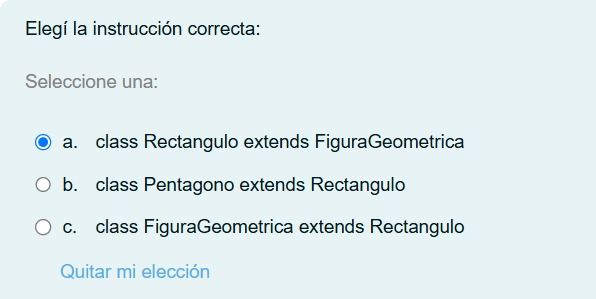 Elegí la instrucción correcta:
Seleccione una:
a. class Rectangulo extends FiguraGeometrica
b. class Pentagono extends Rectangulo
c. class FiguraGeometrica extends Rectangulo
Quitar mi elección